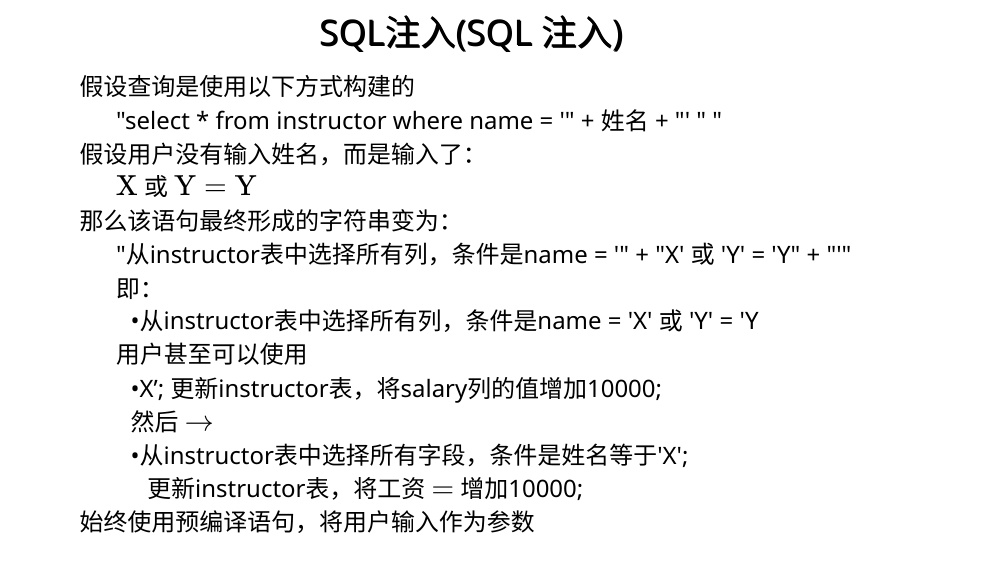 SQL注入(SQL 注入)
假设查询是使用以下方式构建的
"select * from instructor where name = '" + 姓名 + "' " "
假设用户没有输入姓名，而是输入了：
X 或 Y = Y
那么该语句最终形成的字符串变为：
"从instructor表中选择所有列，条件是name = '" + "X' 或 'Y' = 'Y" + "'"
即：
•从instructor表中选择所有列，条件是name = 'X' 或 'Y' = 'Y
用户甚至可以使用
•X’; 更新instructor表，将salary列的值增加10000;
然后 →
•从instructor表中选择所有字段，条件是姓名等于'X';
更新instructor表，将工资 = 增加10000;
始终使用预编译语句，将用户输入作为参数